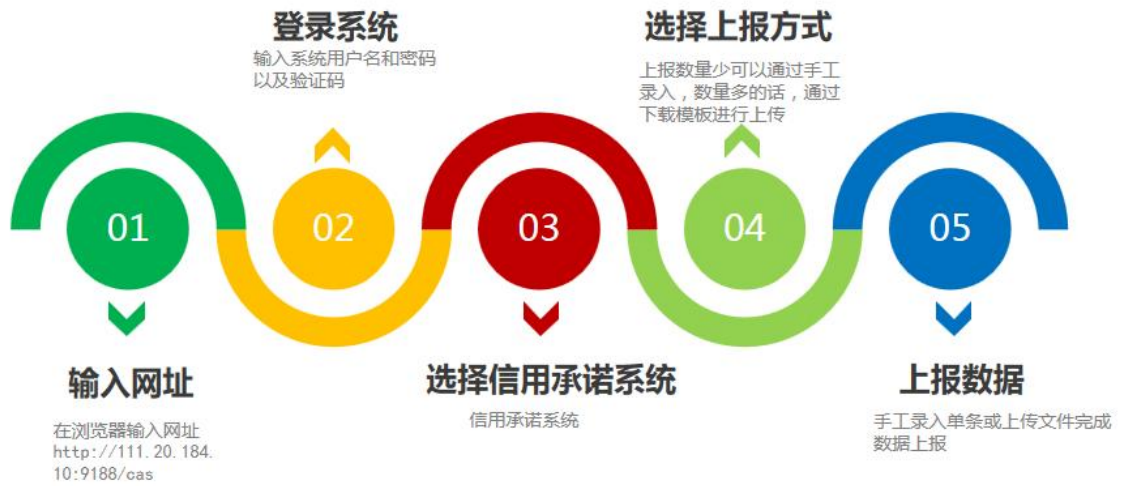 登录系统
输入系统用户名和密码
以及验证码
选择上报方式
上报数量少可以通过手工
录入，数量多的话，通过
下载模板进行上传
01
02
03
04
05
输入网址
在浏览器输入网址
http://111.20.184.
10:9188/cas
选择信用承诺系统
信用承诺系统
上报数据
手工录入单条或上传文件完成
数据上报